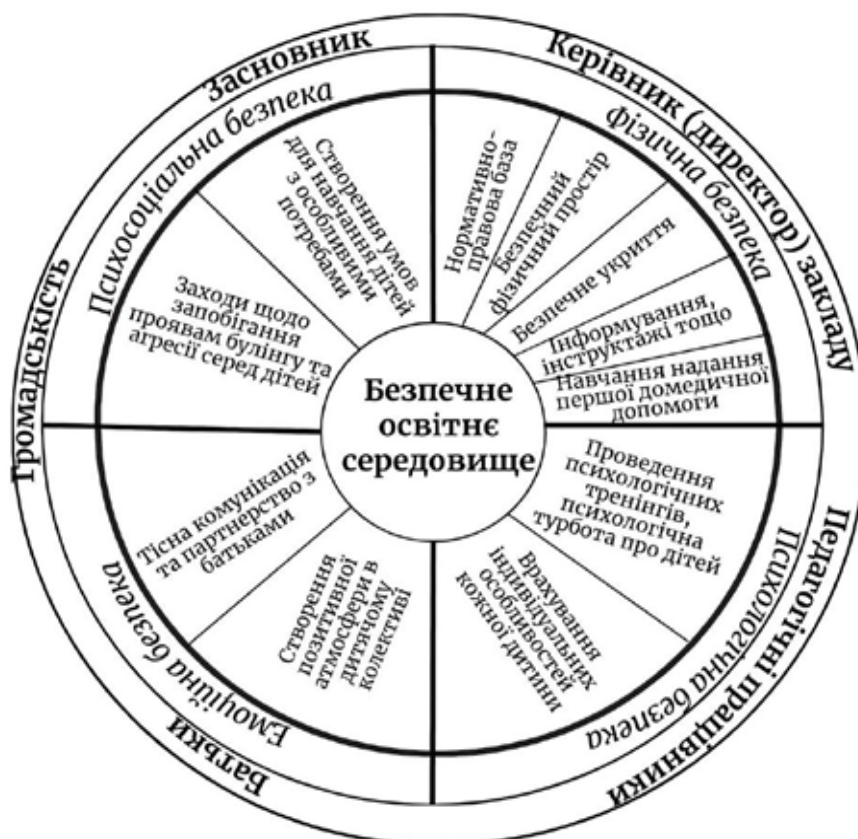 Засновник
Керівник (директор) закладу
Педагогічні працівники
Батьки
Громадськість
Психосоціальна безпека
Фізична безпека
Психологічна безпека
Емоційна безпека
Створення умов
для навчання дітей
з особливими
потребами
Заходи щодо
запобігання
проявам булінгу та
агресії серед дітей
Нормативно-
правова база
Безпечний
фізичний простір
Безпечне укриття
Інформування,
інструктажі тощо
Навчання надання
першої домедичної
допомоги
Безпечне
освітнє
середовище
Проведення
психологічних
тренінгів,
психологічна
турбота про дітей
Врахування
індивідуальних
особливостей
кожної дитини
Створення
позитивної
атмосфери в
дитячому
колективі
Тісна комунікація
та партнерство з
батьками